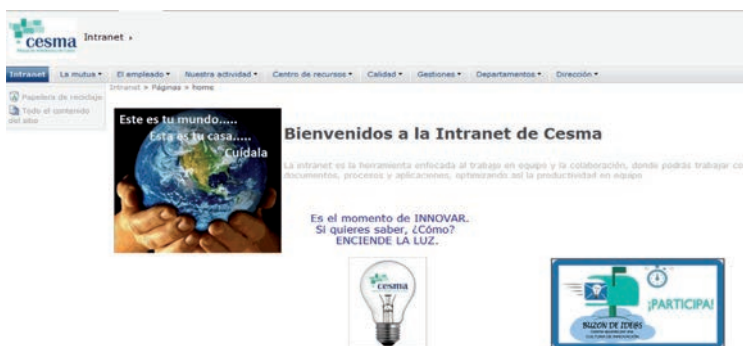 cesma
Intranet
Intranet La mutua El empleado Nuestra actividad Centro de recursos Calidad Gestiones Departamentos Dirección
Intranet > Páginas > home
Papelera de reciclaje
Todo el contenido
del sitio
Este es tu mundo.....
Esta es tu casa.....
Cuídala
Bienvenidos a la Intranet de Cesma
La intranet es la herramienta enfocada al trabajo en equipo y la colaboración, donde podrás trabajar co
documentos, procesos y aplicaciones, optimizando así la productividad en equipo
Es el momento de INNOVAR.
Si quieres saber, ¿Cómo?
ENCIENDE LA LUZ.
cesma
¡PARTICIPA!
BUZON DE IDEAS
CULTURA DE INNOVACIÓN